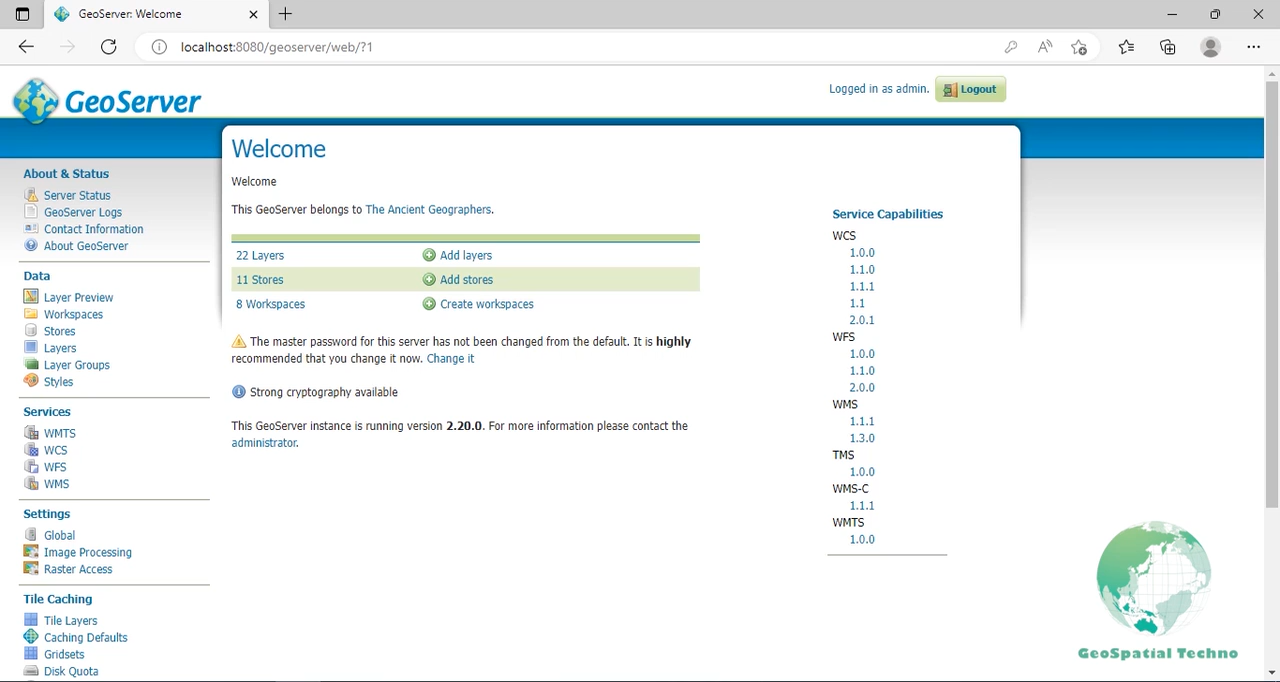 GeoServer: Welcome
localhost:8080/geoserver/web/?1
GeoServer
Logged in as admin.
Logout
About & Status
Server Status
GeoServer Logs
Contact Information
About GeoServer
Data
Layer Preview
Workspaces
Stores
Layers
Layer Groups
Styles
Services
WMTS
WCS
WFS
WMS
Settings
Global
Image Processing
Raster Access
Tile Caching
Tile Layers
Caching Defaults
Gridsets
Disk Quota
Welcome
Welcome
This GeoServer belongs to The Ancient Geographers.
22 Layers Add layers
11 Stores Add stores
8 Workspaces Create workspaces
The master password for this server has not been changed from the default. It is highly
recommended that you change it now. Change it
Strong cryptography available
This GeoServer instance is running version 2.20.0. For more information please contact the
administrator.
Service Capabilities
WCS
1.0.0
1.1.0
1.1.1
1.1
2.0.1
WFS
1.0.0
1.1.0
2.0.0
WMS
1.1.1
1.3.0
TMS
1.0.0
WMS-C
1.1.1
WMTS
1.0.0
GeoSpatial Techno